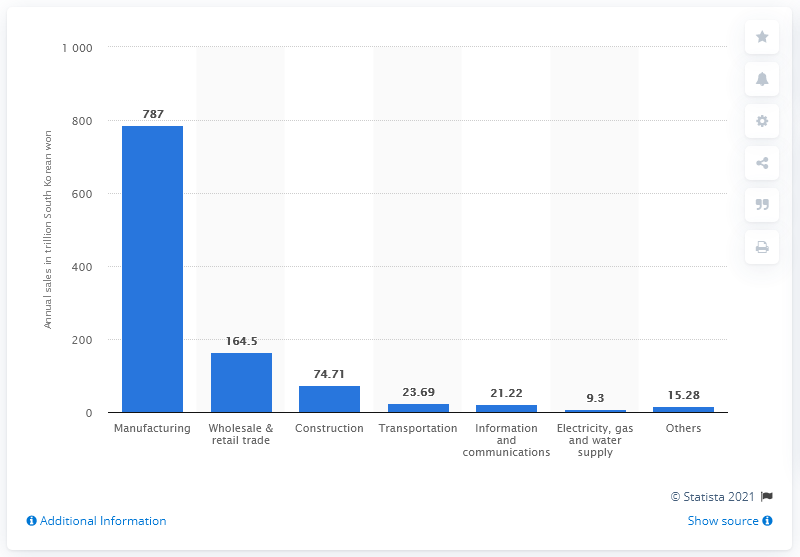 Annual sales in trillion South Korean won
1 000
800
600
400
200
0
787
164.5
74.71
23.69
21.22
9.3
15.28
Manufacturing
Wholesale &
retail trade
Construction
Transportation
Information
and
communications
Electricity, gas
and water
supply
Others
© Statista 2021
Additional Information
Show source